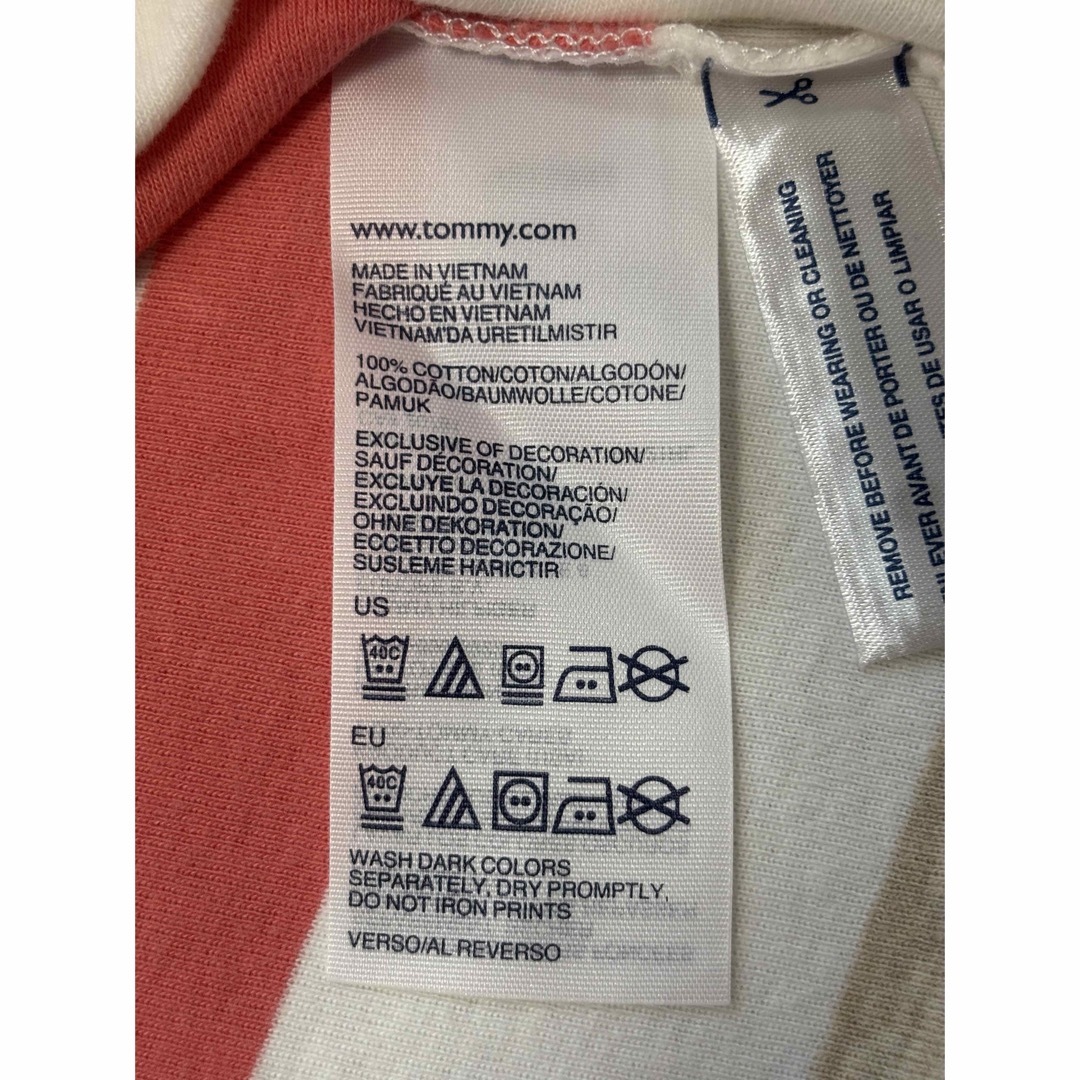 www.tommy.com
MADE IN VIETNAM
FABRIQUÉ AU VIETNAM
HECHO EN VIETNAM
VIETNAM'DA URETILMISTIR
100% COTTON/COTON/ALGODÓN/
ALGODÃO/BAUMWOLLE/COTONE/
PAMUK
EXCLUSIVE OF DECORATION/
SAUF DÉCORATION/
EXCLUYE LA DECORACIÓN/
EXCLUINDO DECORAÇÃO/
OHNE DEKORATION/
ECCETTO DECORAZIONE/
SUSLEME HARICTIR
US
40C
EU
40C
WASH DARK COLORS
SEPARATELY, DRY PROMPTLY,
DO NOT IRON PRINTS
VERSO/AL REVERSO
REMOVE BEFORE WEARING OR CLEANING
AVANT DE PORTER OU DE NETTOYER
DE USAR O LIMPIAR